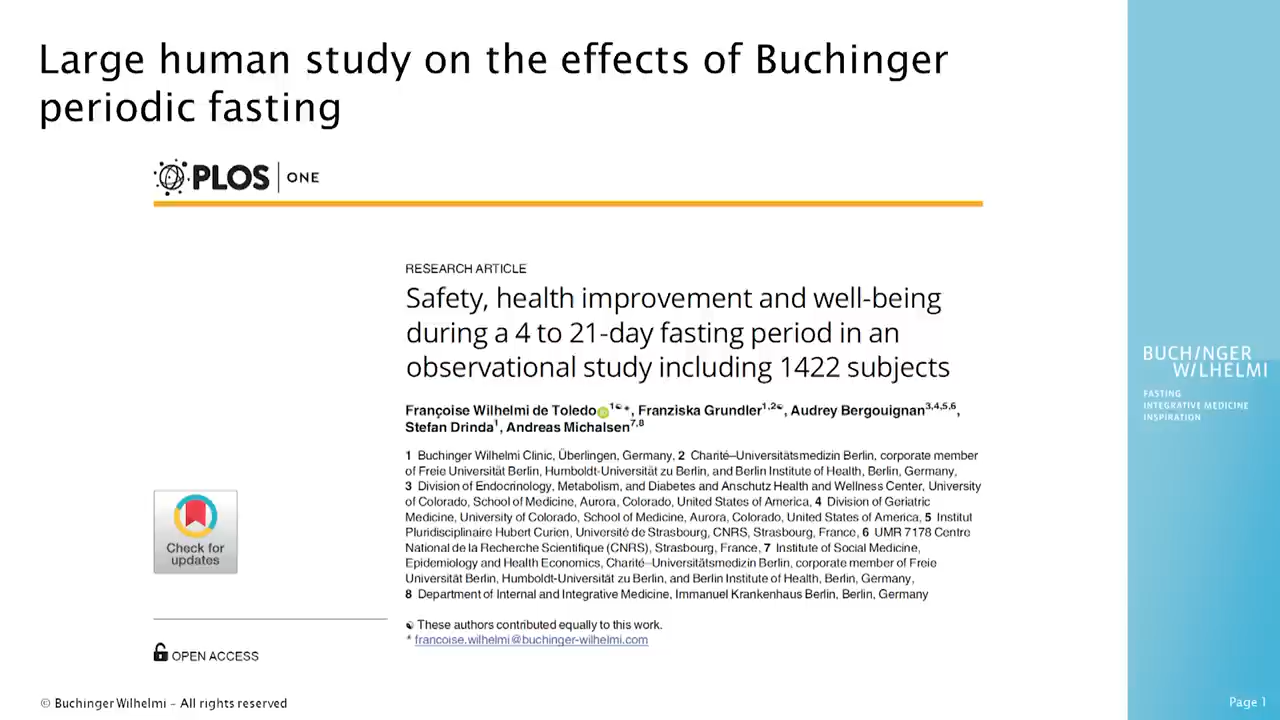 Large human study on the effects of Buchinger
periodic fasting
PLOS ONE
RESEARCH ARTICLE
Safety, health improvement and well-being
during a 4 to 21-day fasting period in an
observational study including 1422 subjects
Françoise Wilhelmi de Toledo 1☯*, Franziska Grundler1,2☯, Audrey Bergouignan3,4,5,6,
Stefan Drinda1, Andreas Michalsen7,8
1 Buchinger Wilhelmi Clinic, Überlingen, Germany, 2 Charité–Universitätsmedizin Berlin, corporate member
of Freie Universität Berlin, Humboldt-Universität zu Berlin, and Berlin Institute of Health, Berlin, Germany,
3 Division of Endocrinology, Metabolism, and Diabetes and Anschutz Health and Wellness Center, University
of Colorado, School of Medicine, Aurora, Colorado, United States of America, 4 Division of Geriatric
Medicine, University of Colorado, School of Medicine, Aurora, Colorado, United States of America, 5 Institut
Pluridisciplinaire Hubert Curien, Université de Strasbourg, CNRS, Strasbourg, France, 6 UMR 7178 Centre
National de la Recherche Scientifique (CNRS), Strasbourg, France, 7 Institute of Social Medicine,
Epidemiology and Health Economics, Charité–Universitätsmedizin Berlin, corporate member of Freie
Universität Berlin, Humboldt-Universität zu Berlin, and Berlin Institute of Health, Berlin, Germany,
8 Department of Internal and Integrative Medicine, Immanuel Krankenhaus Berlin, Berlin, Germany
☯ These authors contributed equally to this work.
* francoise.wilhelmi@buchinger-wilhelmi.com
Check for
updates
OPEN ACCESS
© Buchinger Wilhelmi – All rights reserved
BUCHINGER
WILHELMI
FASTING
INTEGRATIVE MEDICINE
INSPIRATION
Page 1